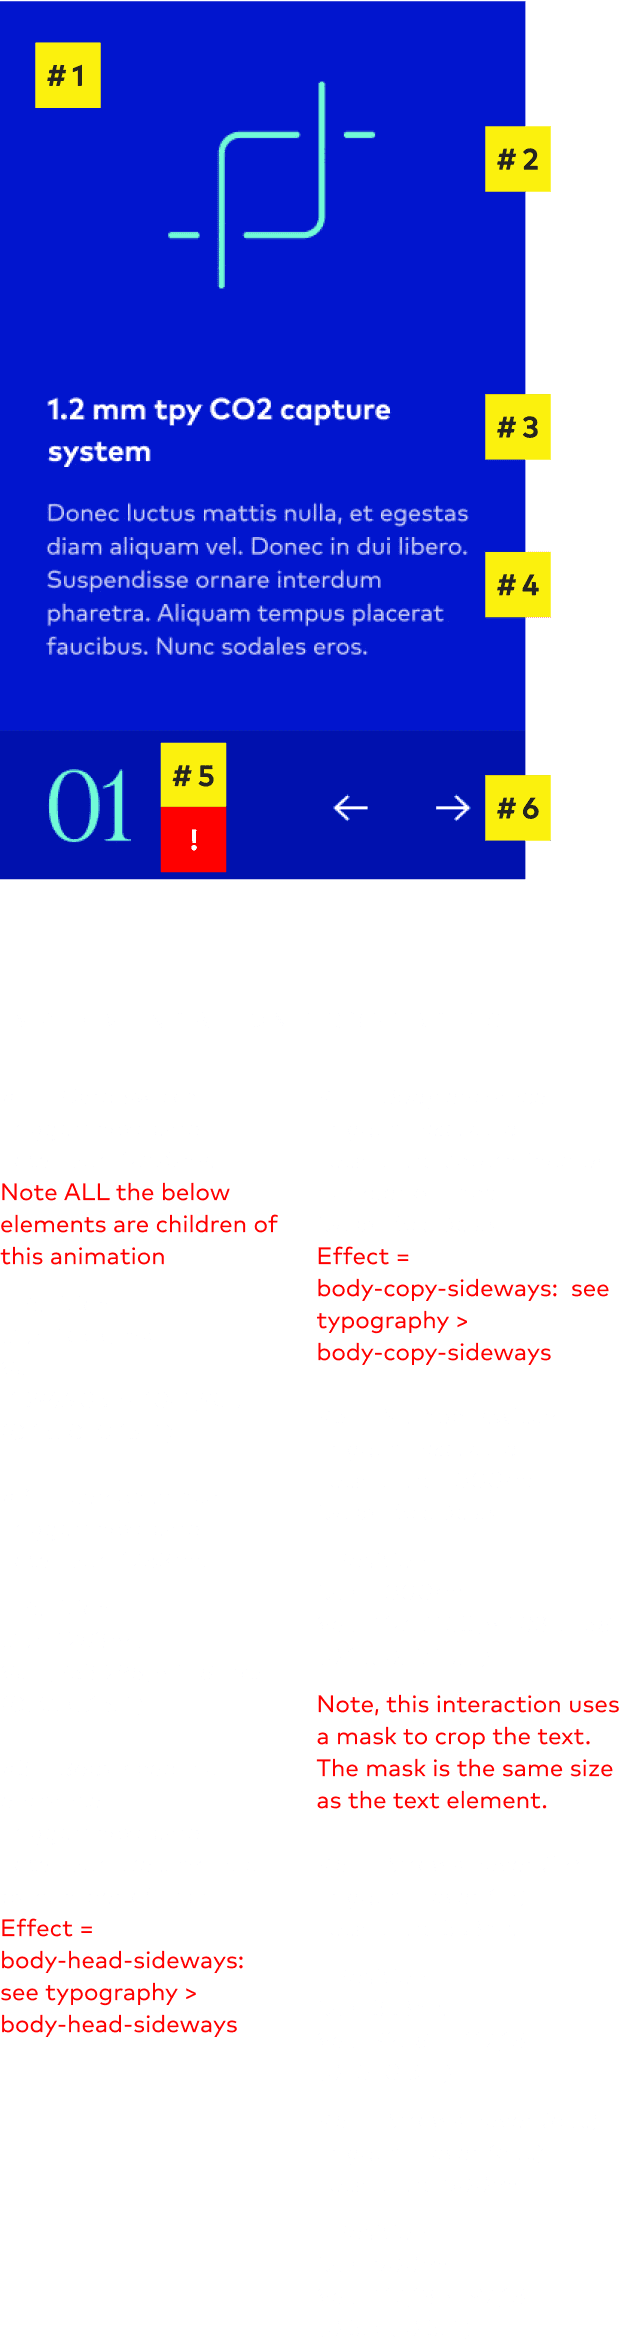 #1
#2
1.2 mm tpy CO2 capture
system
#3
Donec luctus mattis nulla, et egestas
diam aliquam vel. Donec in dui libero.
Suspendisse ornare interdum
pharetra. Aliquam tempus placerat
faucibus. Nunc sodales eros.
#4
01
#5
!
← →
#6
Note ALL the below
elements are children of
this animation
Effect =
body-copy-sideways:  see
typography >
body-copy-sideways
Note, this interaction uses
a mask to crop the text.
The mask is the same size
as the text element.
Effect =
body-head-sideways:
see typography >
body-head-sideways